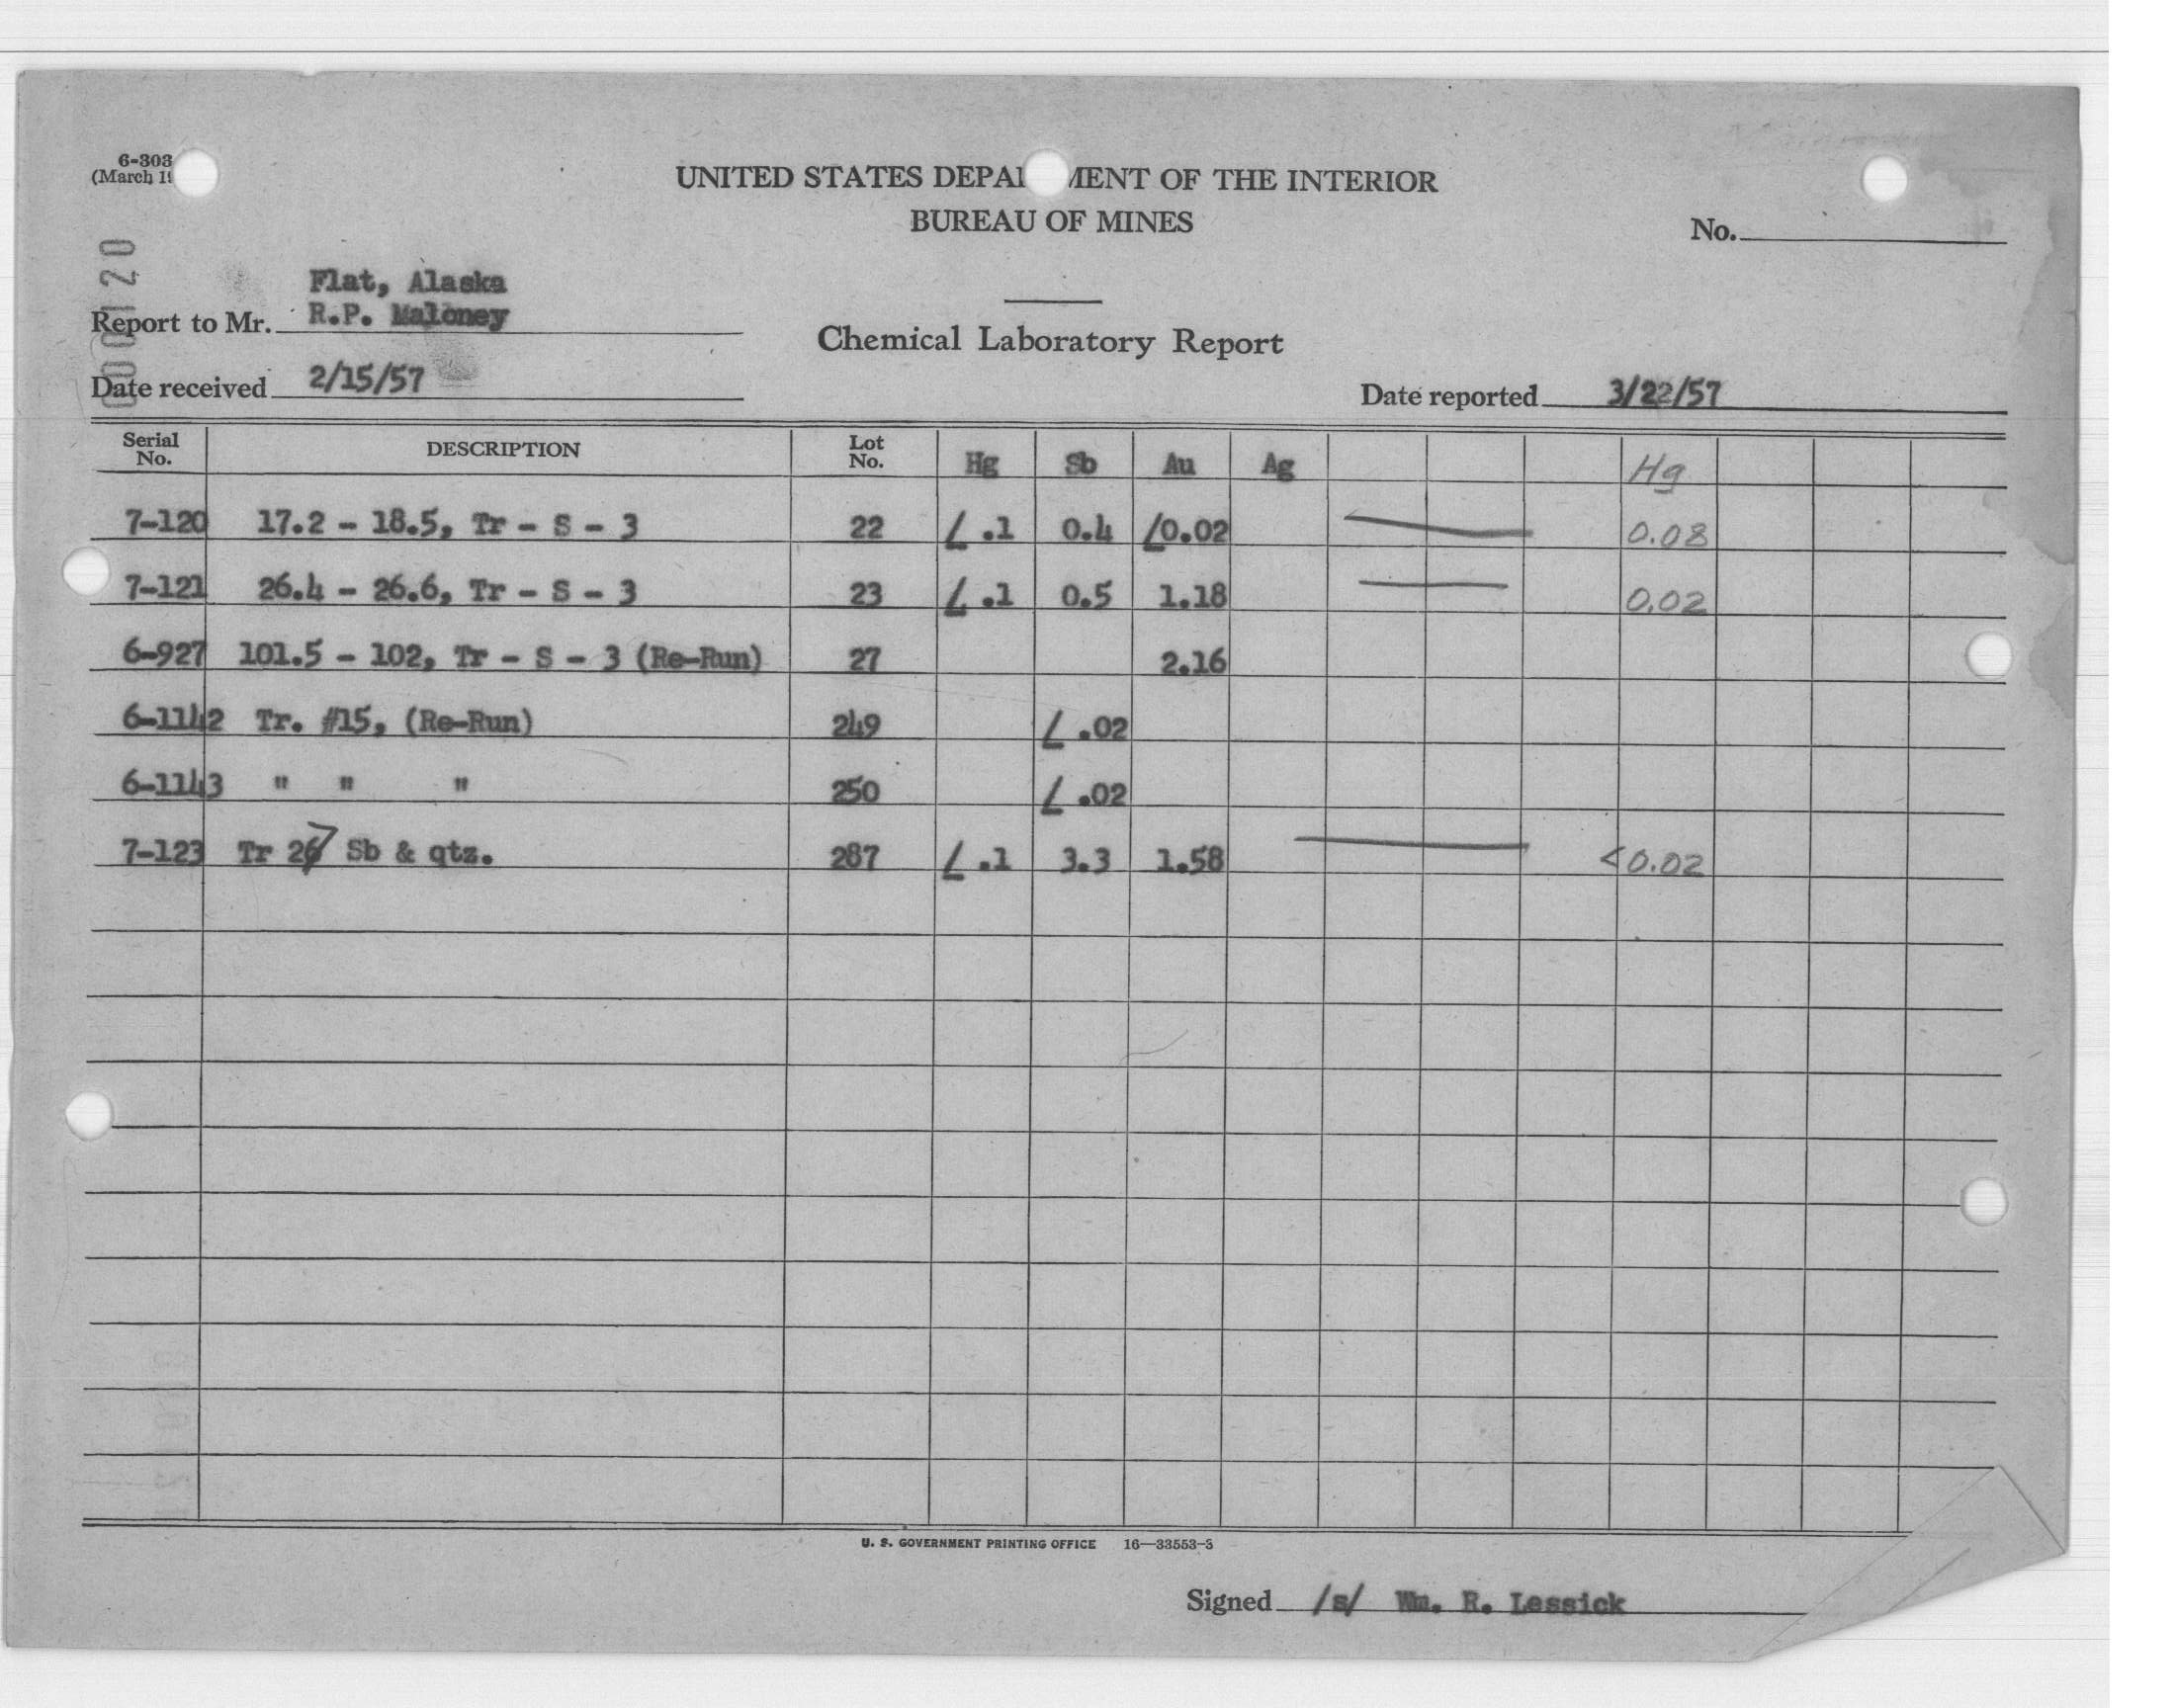 6-303
(March 19
UNITED STATES DEPARTMENT OF THE INTERIOR
BUREAU OF MINES
No.
000120
Flat, Alaska
Report to Mr. R.P. Maloney
Chemical Laboratory Report
Date received 2/15/57
Date reported 3/22/57
Serial No. DESCRIPTION Lot No. Hg Sb Au Ag Hg
7-120 17.2 - 18.5, Tr - S - 3 22 < .1 0.4 <0.02 0.08
7-121 26.4 - 26.6, Tr - S - 3 23 < .1 0.5 1.18 0.02
6-927 101.5 - 102, Tr - S - 3 (Re-Run) 27 2.16
6-1142 Tr. #15, (Re-Run) 249 < .02
6-1143 " " " 250 < .02
7-123 Tr 27 Sb & qtz. 287 < .1 3.3 1.58 <0.02
U. S. GOVERNMENT PRINTING OFFICE 16—33553-3
Signed /s/ Wm. R. Lessick